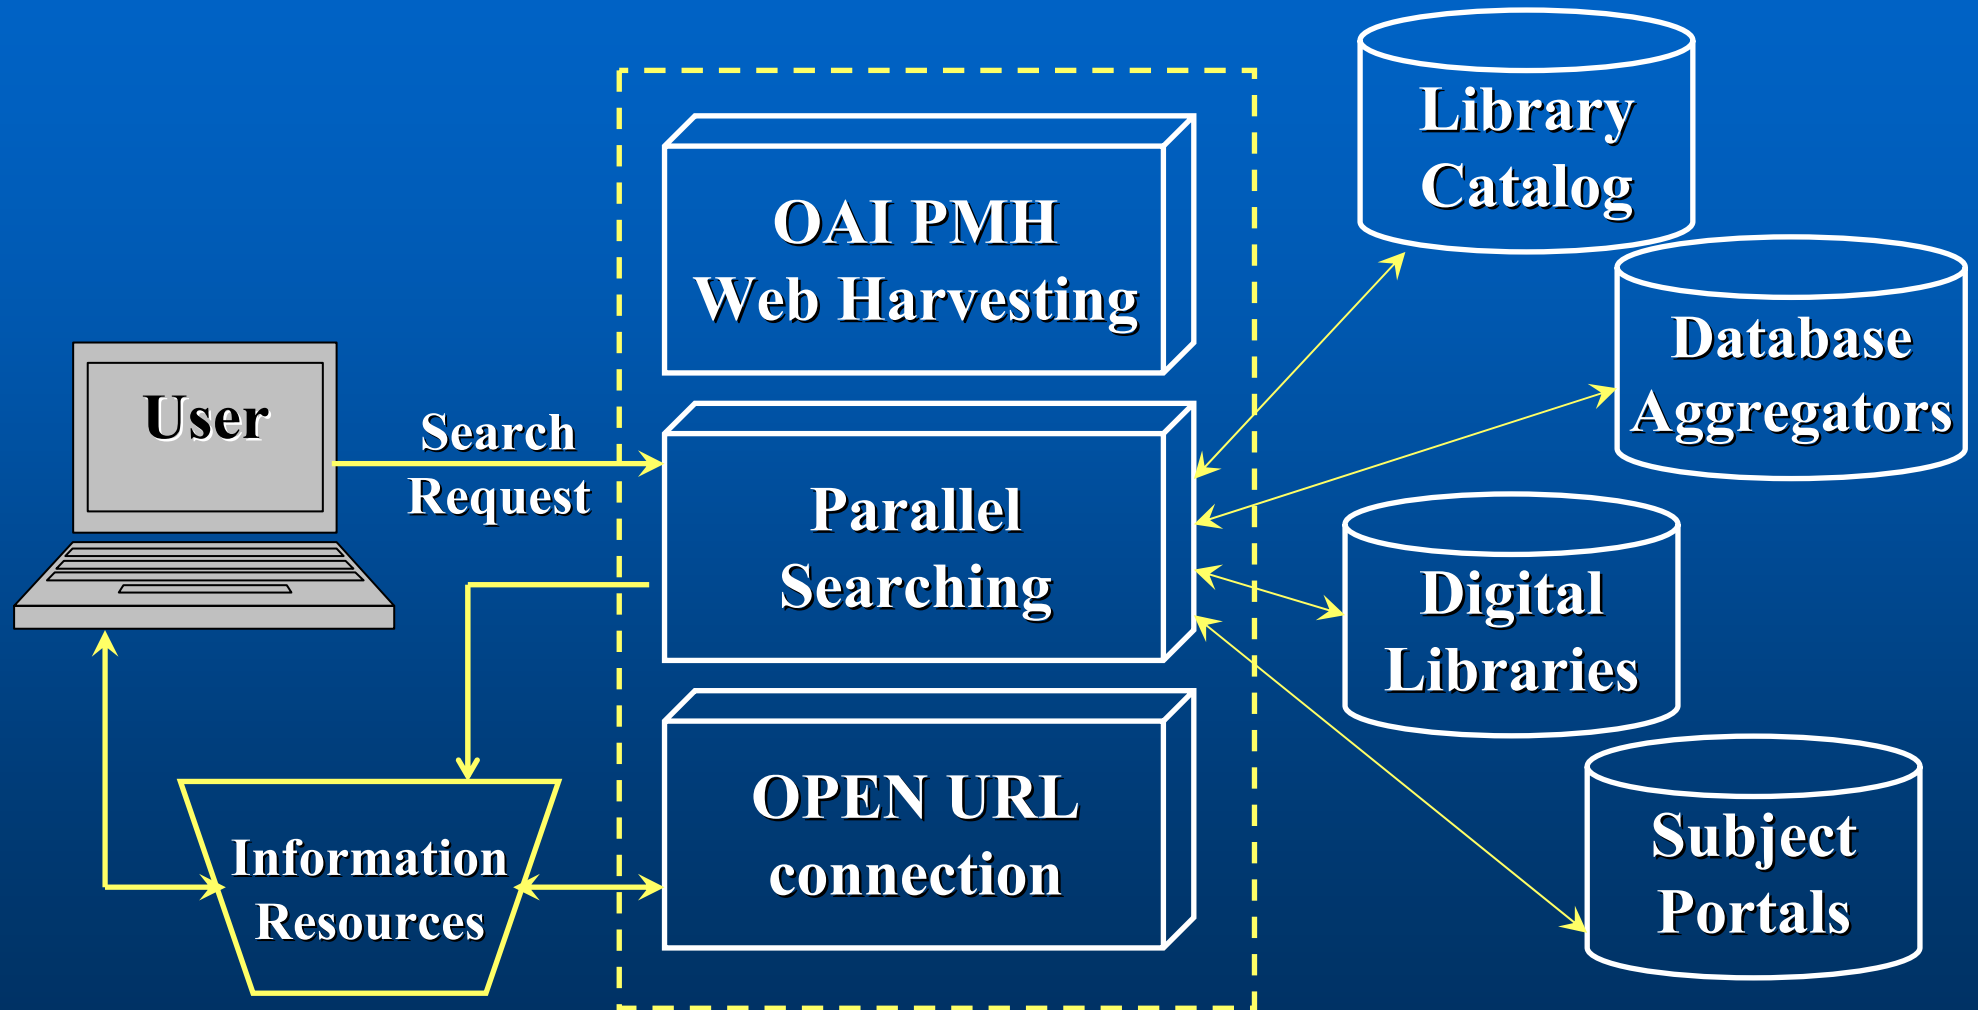 User
Search
Request
Information
Resources
OAI PMH
Web Harvesting
Parallel
Searching
OPEN URL
connection
Library
Catalog
Database
Aggregators
Digital
Libraries
Subject
Portals